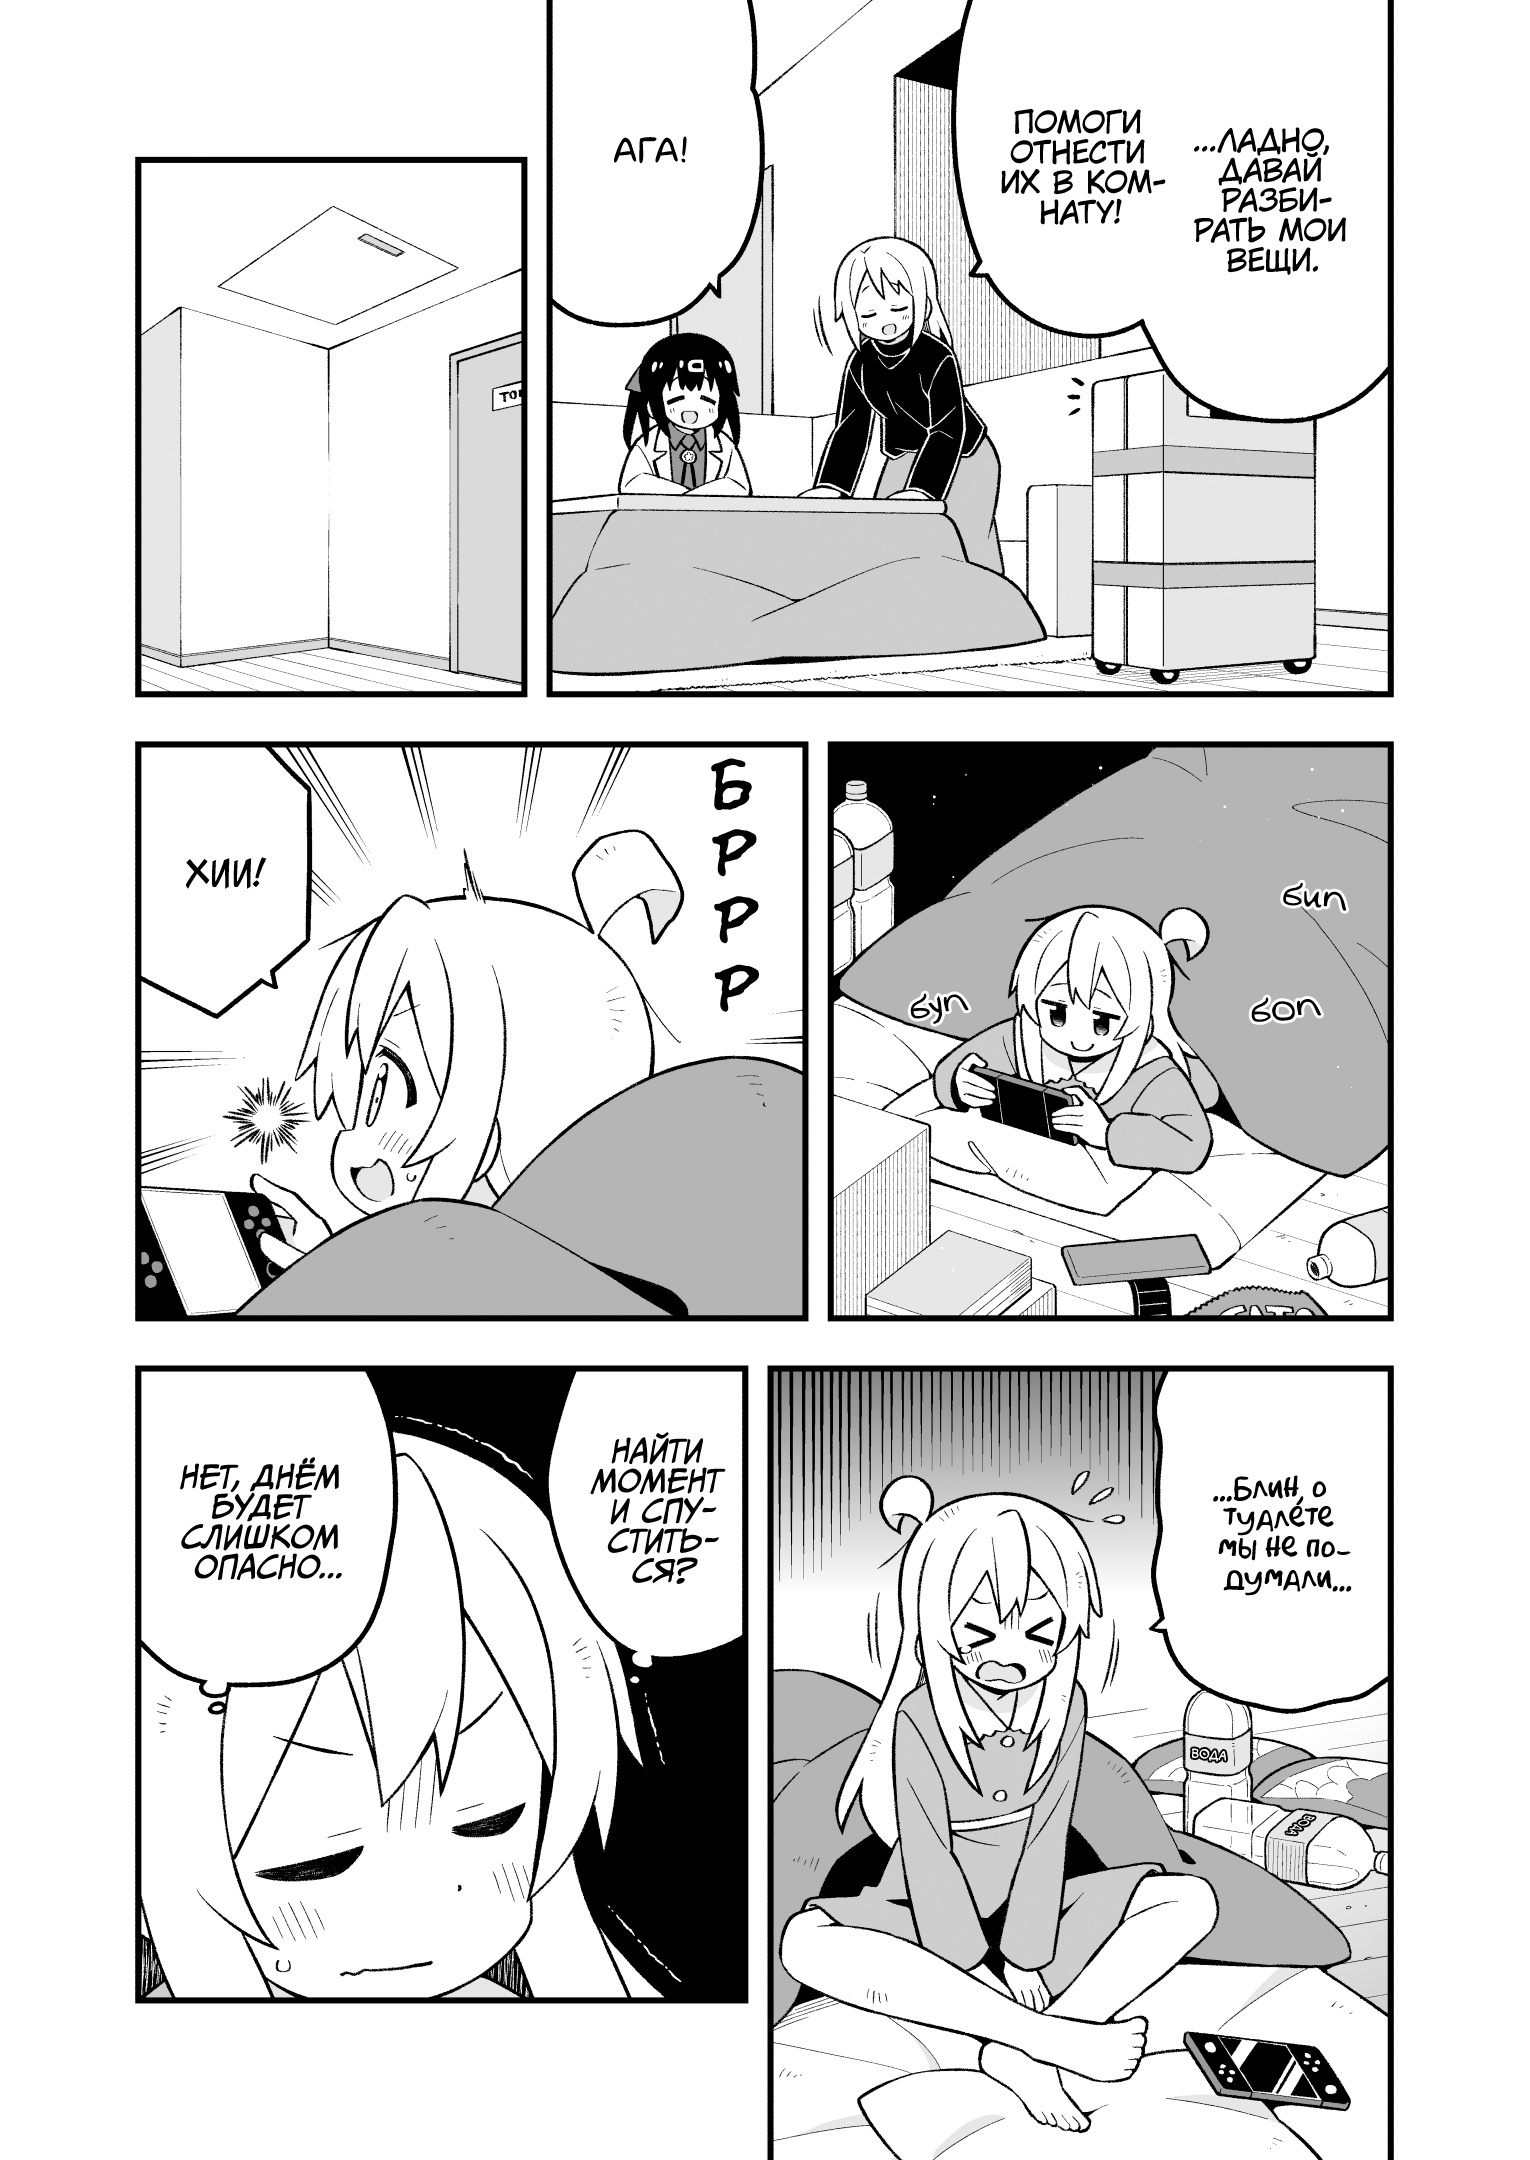 ...ЛАДНО,
ДАВАЙ
РАЗБИ-
РАТЬ МОИ
ВЕЩИ.
ПОМОГИ
ОТНЕСТИ
ИХ В КОМ-
НАТУ!
АГА!
бип
буп
боп
Б
Р
Р
Р
ХИИ!
...БЛИН, О
ТУАЛЕТЕ
МЫ НЕ ПО-
ДУМАЛИ...
ВОДА
ВОДА
НАЙТИ
МОМЕНТ
И СПУ-
СТИТЬ-
СЯ?
НЕТ, ДНЁМ
БУДЕТ
СЛИШКОМ
ОПАСНО...